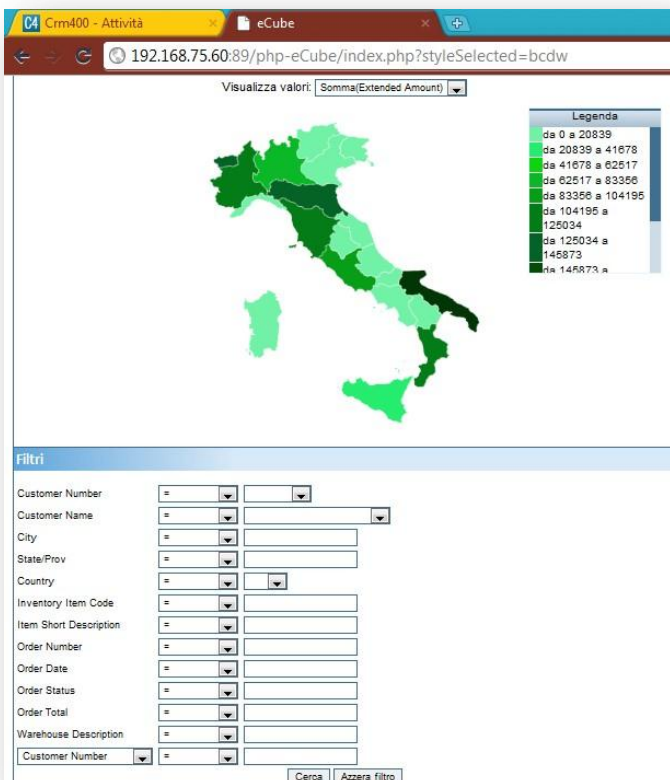 Crm400 - Attività
eCube
192.168.75.60:89/php-eCube/index.php?styleSelected=bcdw
Visualizza valori: Somma(Extended Amount)
Legenda
da 0 a 20839
da 20839 a 41678
da 41678 a 62517
da 62517 a 83356
da 83356 a 104195
da 104195 a
125034
da 125034 a
145873
da 145873 a
Filtri
Customer Number =
Customer Name =
City =
State/Prov =
Country =
Inventory Item Code =
Item Short Description =
Order Number =
Order Date =
Order Status =
Order Total =
Warehouse Description =
Customer Number =
Cerca Azzera filtro